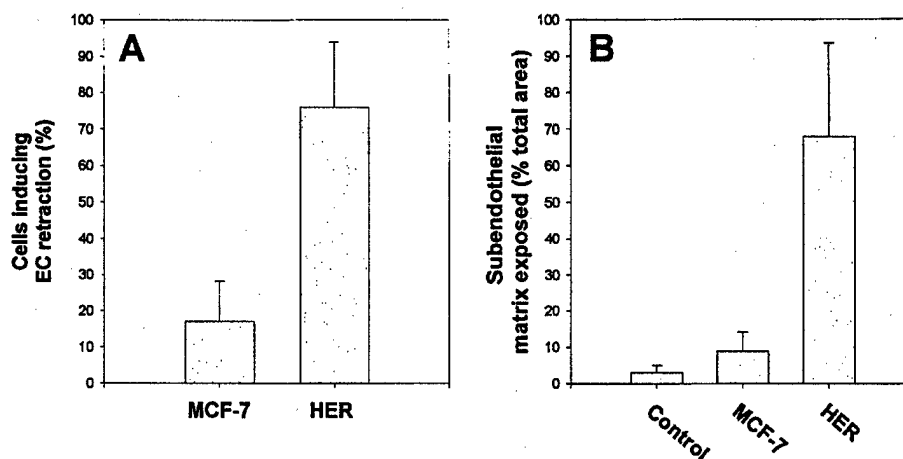 A
Cells inducing
EC retraction (%)
100
90
80
70
60
50
40
30
20
10
0
MCF-7 HER
B
Subendothelial
matrix exposed (% total area)
100
90
80
70
60
50
40
30
20
10
0
Control MCF-7 HER